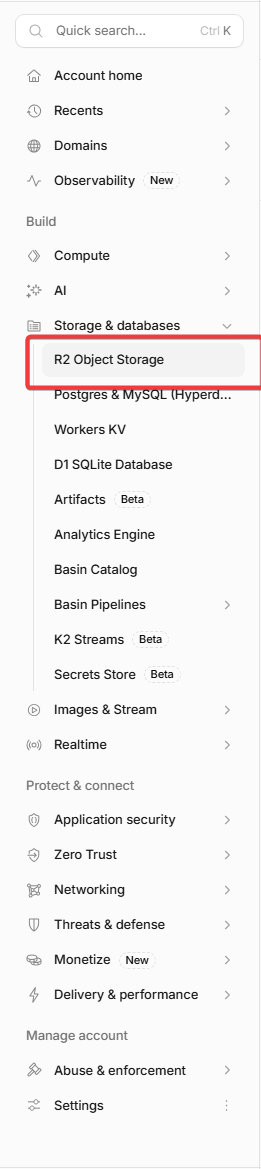 Quick search... Ctrl K
Account home
Recents
Domains
Observability New
Build
Compute
AI
Storage & databases
R2 Object Storage
Postgres & MySQL (Hyperd...
Workers KV
D1 SQLite Database
Artifacts Beta
Analytics Engine
Basin Catalog
Basin Pipelines
K2 Streams Beta
Secrets Store Beta
Images & Stream
Realtime
Protect & connect
Application security
Zero Trust
Networking
Threats & defense
Monetize New
Delivery & performance
Manage account
Abuse & enforcement
Settings